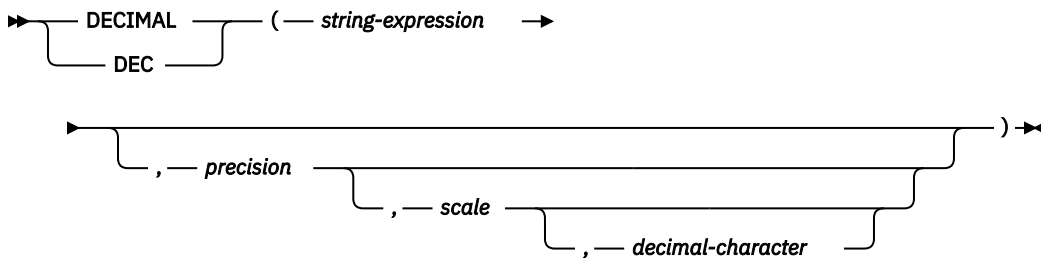 DECIMAL ( string-expression
DEC
)
, precision
, scale
, decimal-character